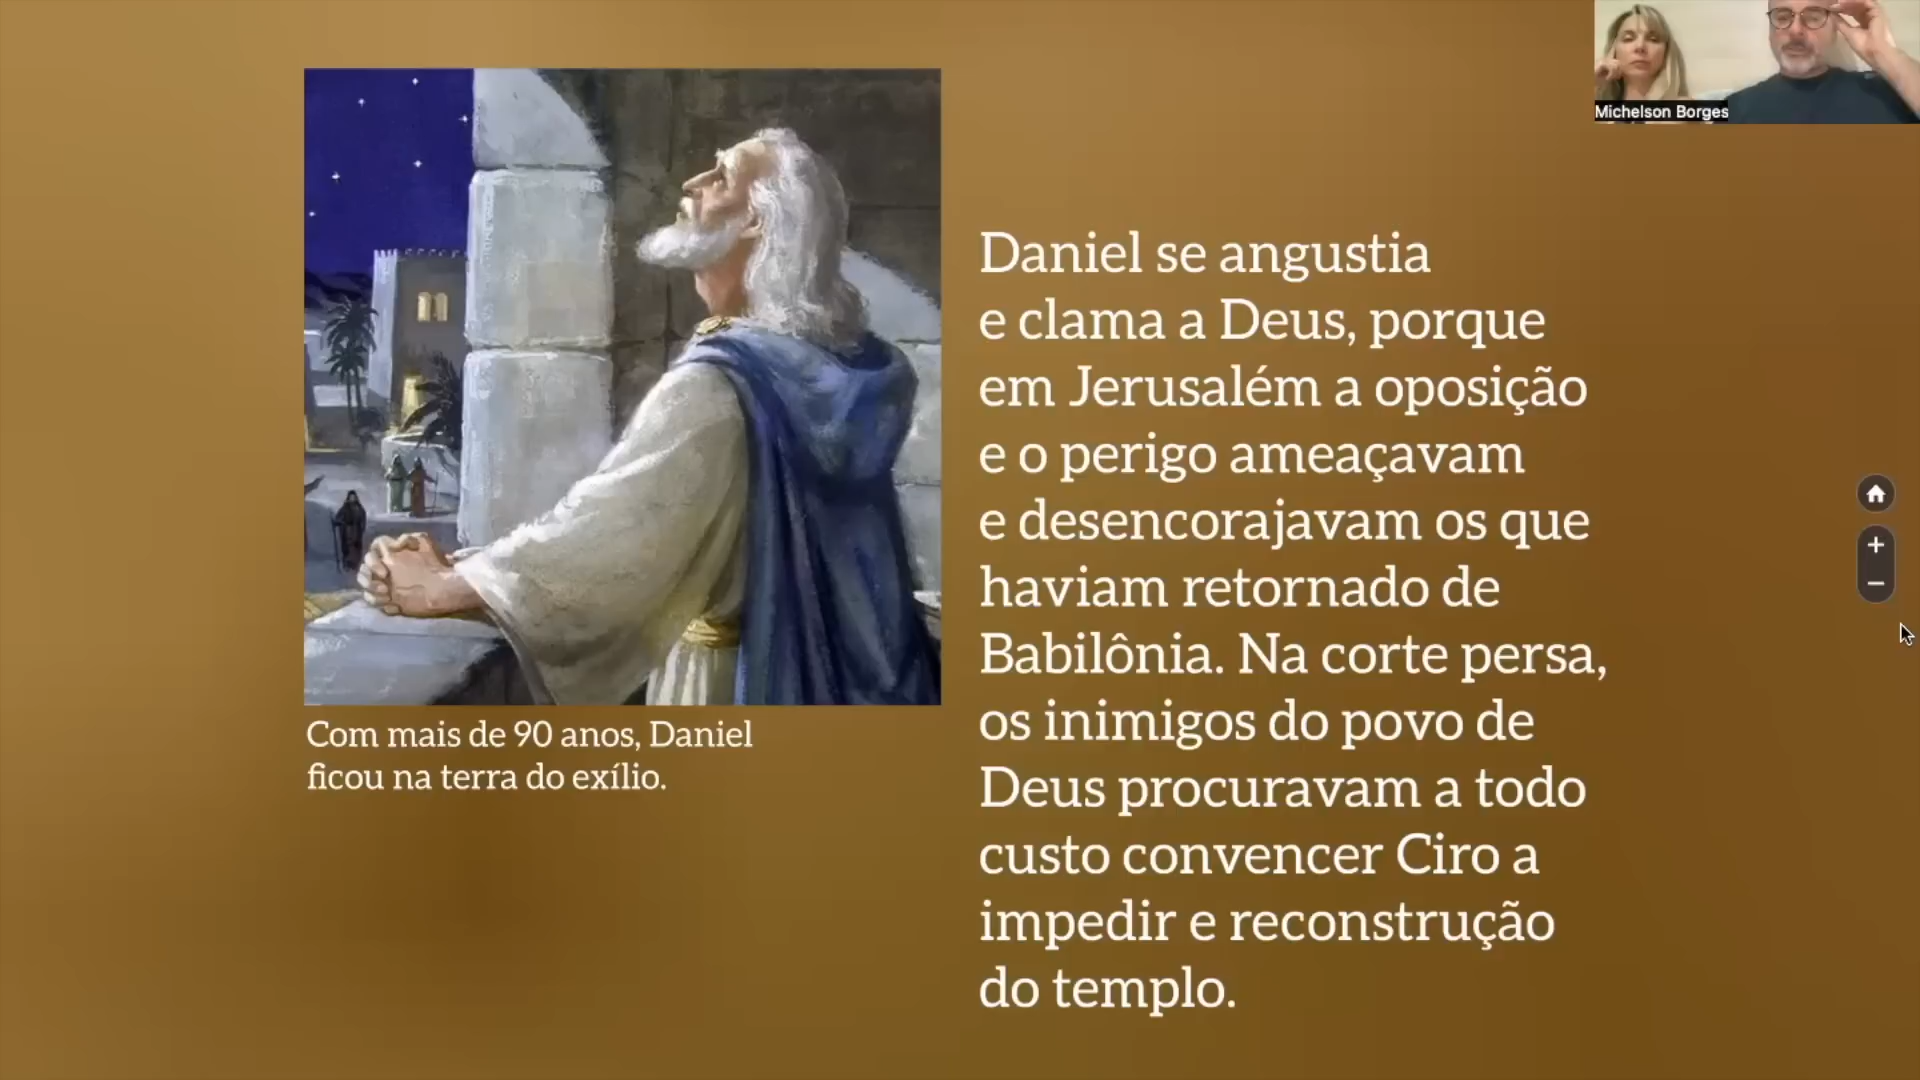 Michelson Borges
Daniel se angustia
e clama a Deus, porque
em Jerusalém a oposição
e o perigo ameaçavam
e desencorajavam os que
haviam retornado de
Babilônia. Na corte persa,
os inimigos do povo de
Deus procuravam a todo
custo convencer Ciro a
impedir e reconstrução
do templo.
Com mais de 90 anos, Daniel
ficou na terra do exílio.